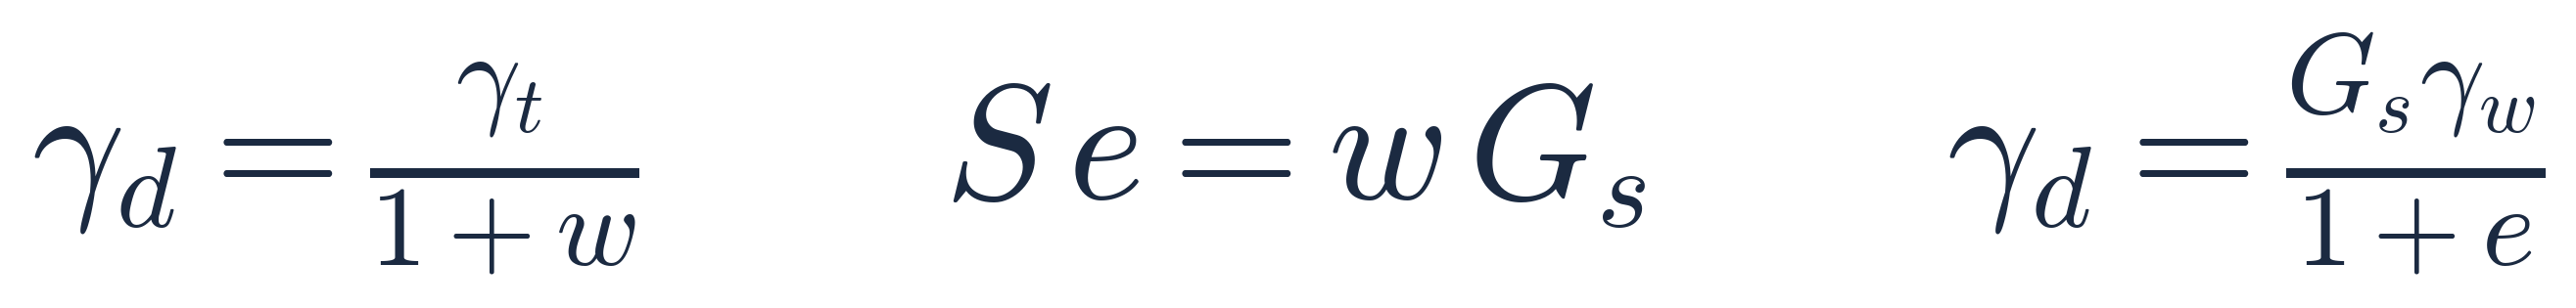 γ_d = γ_t / (1 + w)    S e = w G_s    γ_d = G_s γ_w / (1 + e)